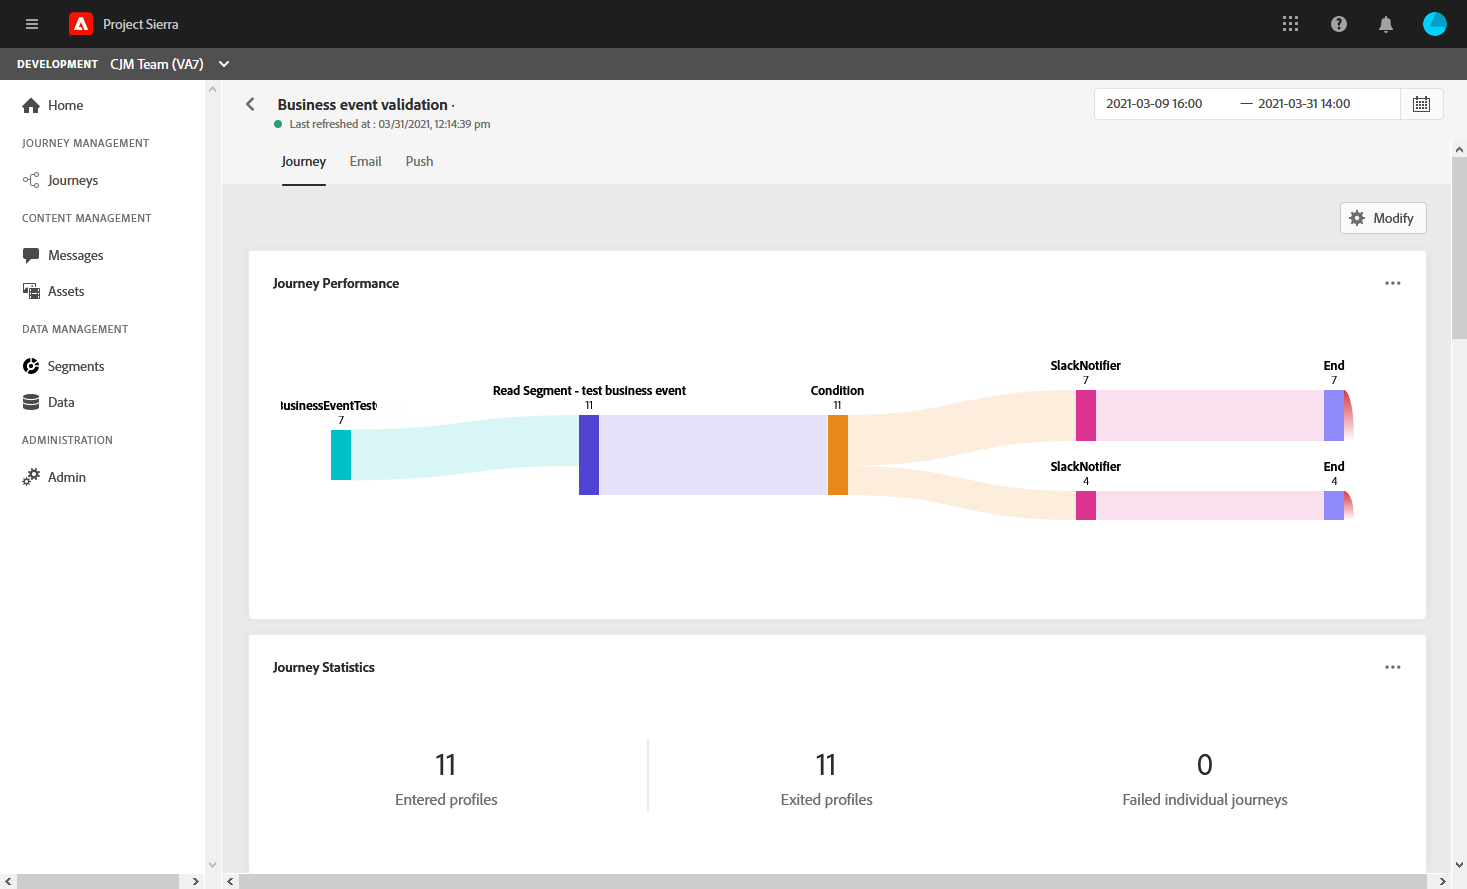 Project Sierra
DEVELOPMENT CJM Team (VA7)
Home
JOURNEY MANAGEMENT
Journeys
CONTENT MANAGEMENT
Messages
Assets
DATA MANAGEMENT
Segments
Data
ADMINISTRATION
Admin
Business event validation ·
Last refreshed at : 03/31/2021, 12:14:39 pm
2021-03-09 16:00 — 2021-03-31 14:00
Journey Email Push
Modify
Journey Performance
SlackNotifier
7
End
7
Read Segment - test business event
11
Condition
11
BusinessEventTest
7
SlackNotifier
4
End
4
Journey Statistics
11
Entered profiles
11
Exited profiles
0
Failed individual journeys